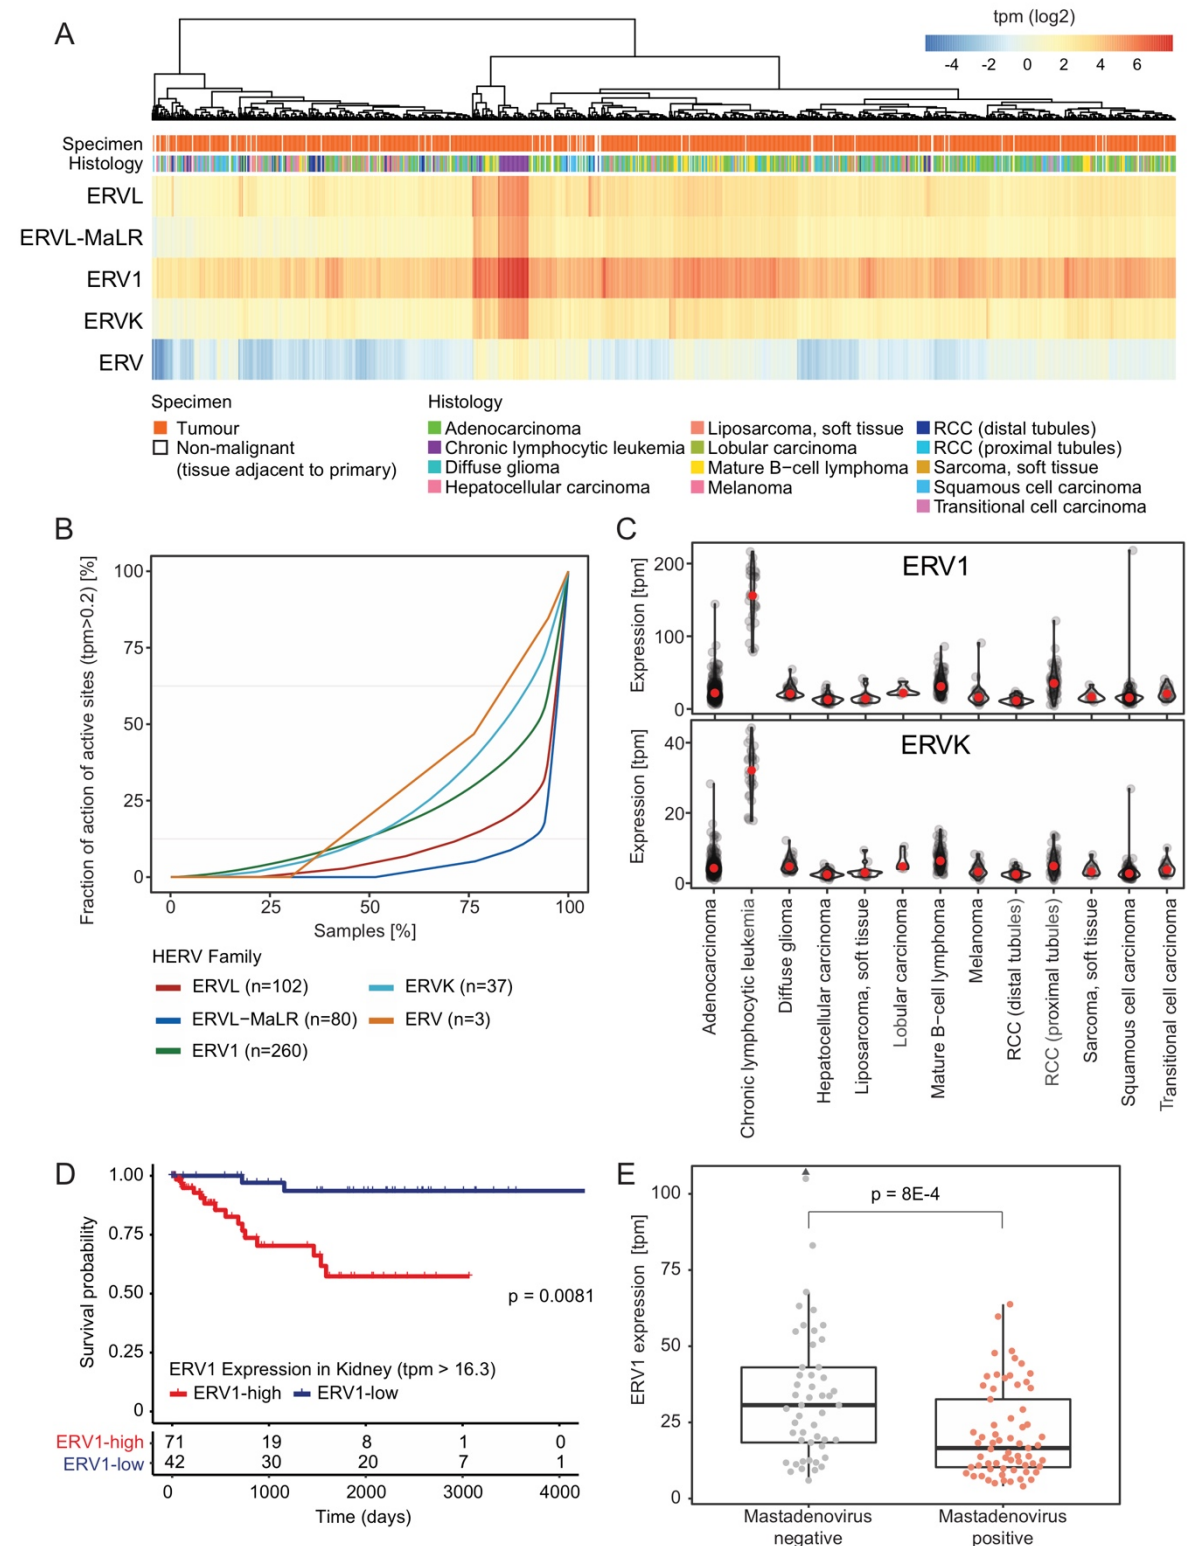 A
tpm (log2)
-4 -2 0 2 4 6
Specimen
Histology
ERVL
ERVL-MaLR
ERV1
ERVK
ERV
Specimen
Tumour
Non-malignant
(tissue adjacent to primary)
Histology
Adenocarcinoma
Chronic lymphocytic leukemia
Diffuse glioma
Hepatocellular carcinoma
Liposarcoma, soft tissue
Lobular carcinoma
Mature B-cell lymphoma
Melanoma
RCC (distal tubules)
RCC (proximal tubules)
Sarcoma, soft tissue
Squamous cell carcinoma
Transitional cell carcinoma
B
Fraction of action of active sites (tpm>0.2) [%]
100
75
50
25
0
0 25 50 75 100
Samples [%]
HERV Family
ERVL (n=102)
ERVL-MaLR (n=80)
ERV1 (n=260)
ERVK (n=37)
ERV (n=3)
C
ERV1
Expression [tpm]
200
100
0
ERVK
Expression [tpm]
40
20
0
Adenocarcinoma
Chronic lymphocytic leukemia
Diffuse glioma
Hepatocellular carcinoma
Liposarcoma, soft tissue
Lobular carcinoma
Mature B-cell lymphoma
Melanoma
RCC (distal tubules)
RCC (proximal tubules)
Sarcoma, soft tissue
Squamous cell carcinoma
Transitional cell carcinoma
D
Survival probability
1.00
0.75
0.50
0.25
0
p = 0.0081
ERV1 Expression in Kidney (tpm > 16.3)
ERV1-high ERV1-low
ERV1-high 71 19 8 1 0
ERV1-low 42 30 20 7 1
0 1000 2000 3000 4000
Time (days)
E
ERV1 expression [tpm]
100
75
50
25
0
p = 8E-4
Mastadenovirus
negative
Mastadenovirus
positive